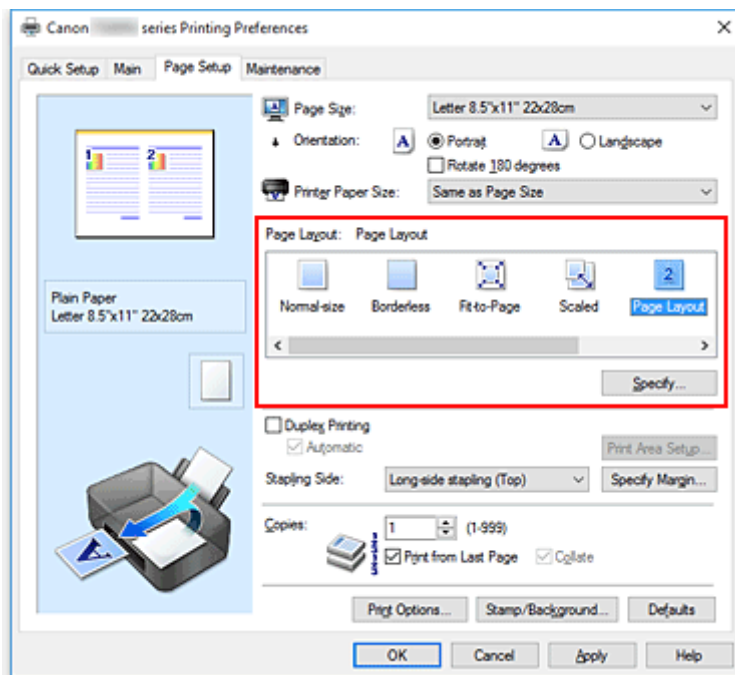 Canon series Printing Preferences
Quick Setup Main Page Setup Maintenance
1 2
Plain Paper
Letter 8.5"x11" 22x28cm
Page Size: Letter 8.5"x11" 22x28cm
Orientation: A Portrait A Landscape
Rotate 180 degrees
Printer Paper Size: Same as Page Size
Page Layout: Page Layout
2
Normal-size Borderless Fit-to-Page Scaled Page Layout
Specify...
Duplex Printing
Automatic
Print Area Setup...
Stapling Side: Long-side stapling (Top) Specify Margin...
Copies: 1 (1-999)
Print from Last Page Collate
Print Options... Stamp/Background... Defaults
OK Cancel Apply Help